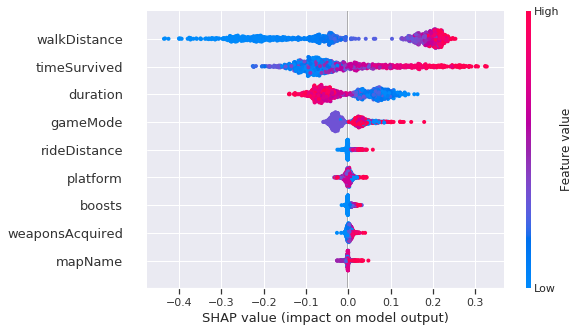 High
walkDistance
timeSurvived
duration
gameMode
rideDistance
platform
boosts
weaponsAcquired
mapName
Feature value
Low
−0.4 −0.3 −0.2 −0.1 0.0 0.1 0.2 0.3
SHAP value (impact on model output)